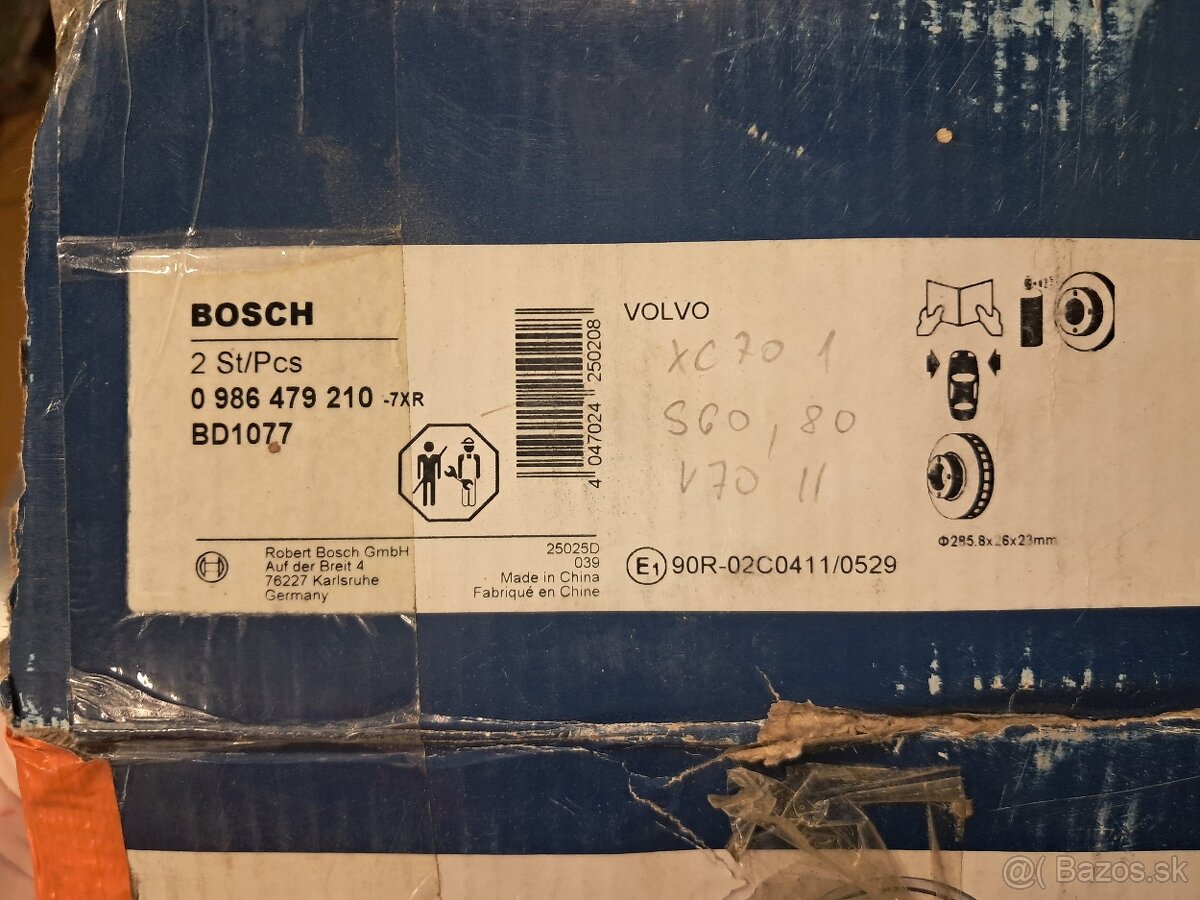 BOSCH
2 St/Pcs
0 986 479 210 -7XR
BD1077
4 047024 250208
VOLVO
XC70 1
S60, 80
V70 II
Robert Bosch GmbH
Auf der Breit 4
76227 Karlsruhe
Germany
25025D
039
Made in China
Fabriqué en Chine
E1 90R-02C0411/0529
Φ285.8x26x23mm
@( Bazos.sk